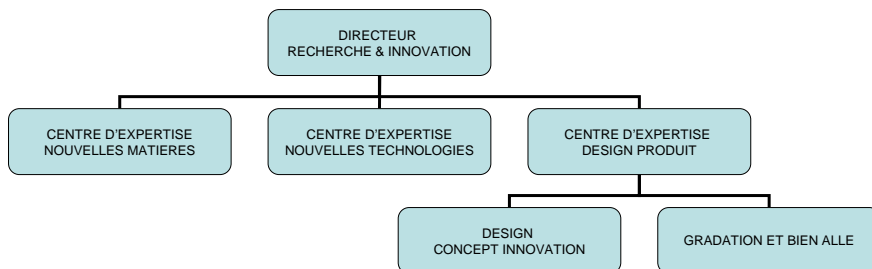 DIRECTEUR
RECHERCHE & INNOVATION
CENTRE D'EXPERTISE
NOUVELLES MATIERES
CENTRE D'EXPERTISE
NOUVELLES TECHNOLOGIES
CENTRE D'EXPERTISE
DESIGN PRODUIT
DESIGN
CONCEPT INNOVATION
GRADATION ET BIEN ALLE